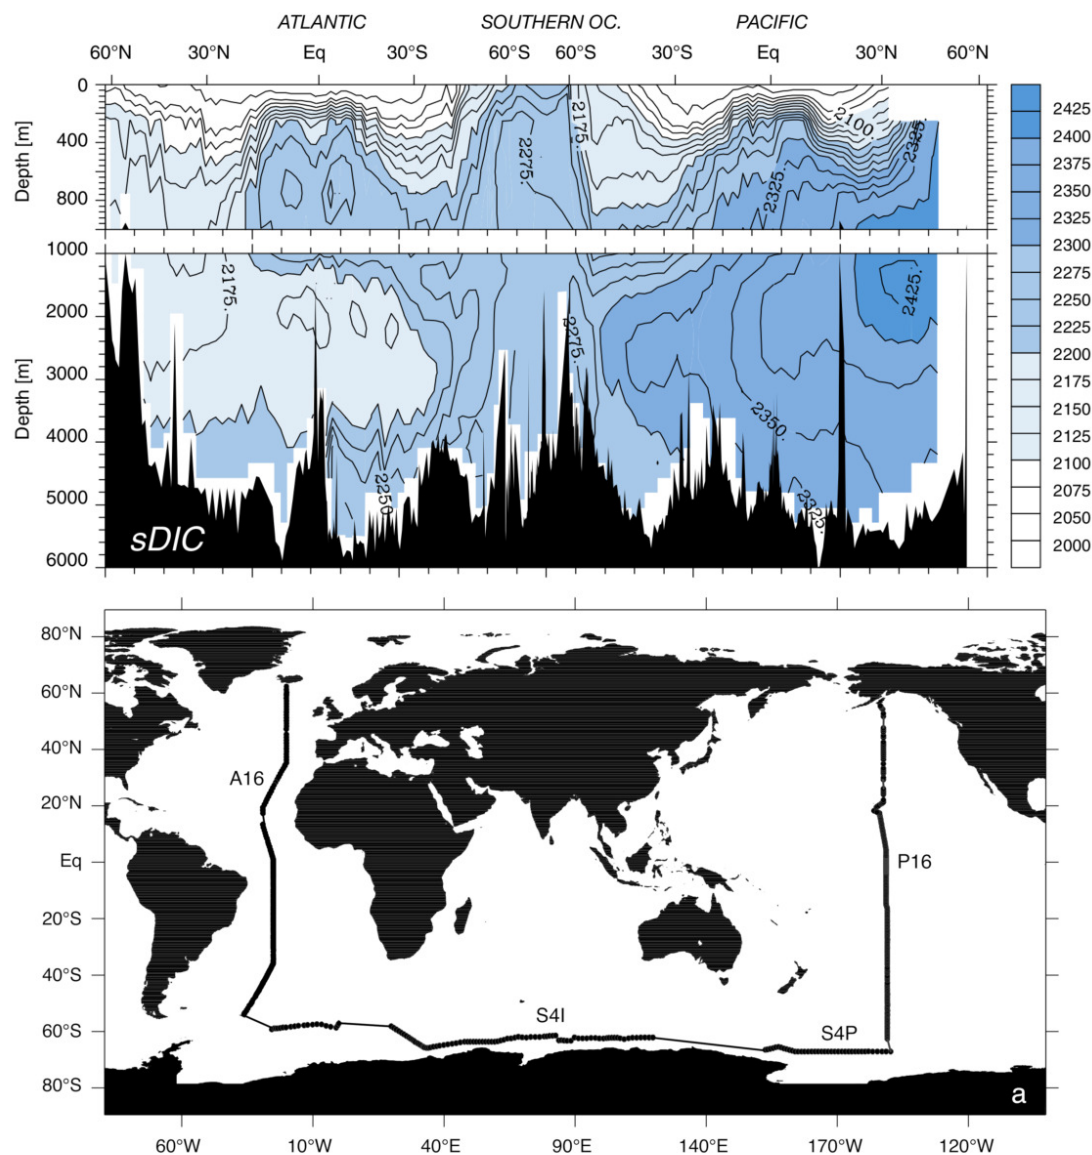 ATLANTIC SOUTHERN OC. PACIFIC
60°N 30°N Eq 30°S 60°S 60°S 30°S Eq 30°N 60°N
0
400
800
Depth [m]
2175.
2275.
2100.
2325.
2325.
1000
2000
3000
4000
5000
6000
Depth [m]
2175.
2275.
2425.
2350.
2250
2325.
sDIC
2425
2400
2375
2350
2325
2300
2275
2250
2225
2200
2175
2150
2125
2100
2075
2050
2000
80°N
60°N
40°N
20°N
Eq
20°S
40°S
60°S
80°S
A16
P16
S4I
S4P
a
60°W 10°W 40°E 90°E 140°E 170°W 120°W